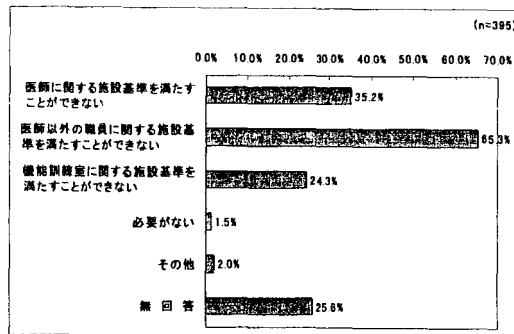 (n=395)
0.0% 10.0% 20.0% 30.0% 40.0% 50.0% 60.0% 70.0%
医師に関する施設基準を満たす
ことができない
35.2%
医師以外の職員に関する施設基
準を満たすことができない
65.3%
機能訓練室に関する施設基準を
満たすことができない
24.3%
必要がない
1.5%
その他
2.0%
無 回 答
25.6%